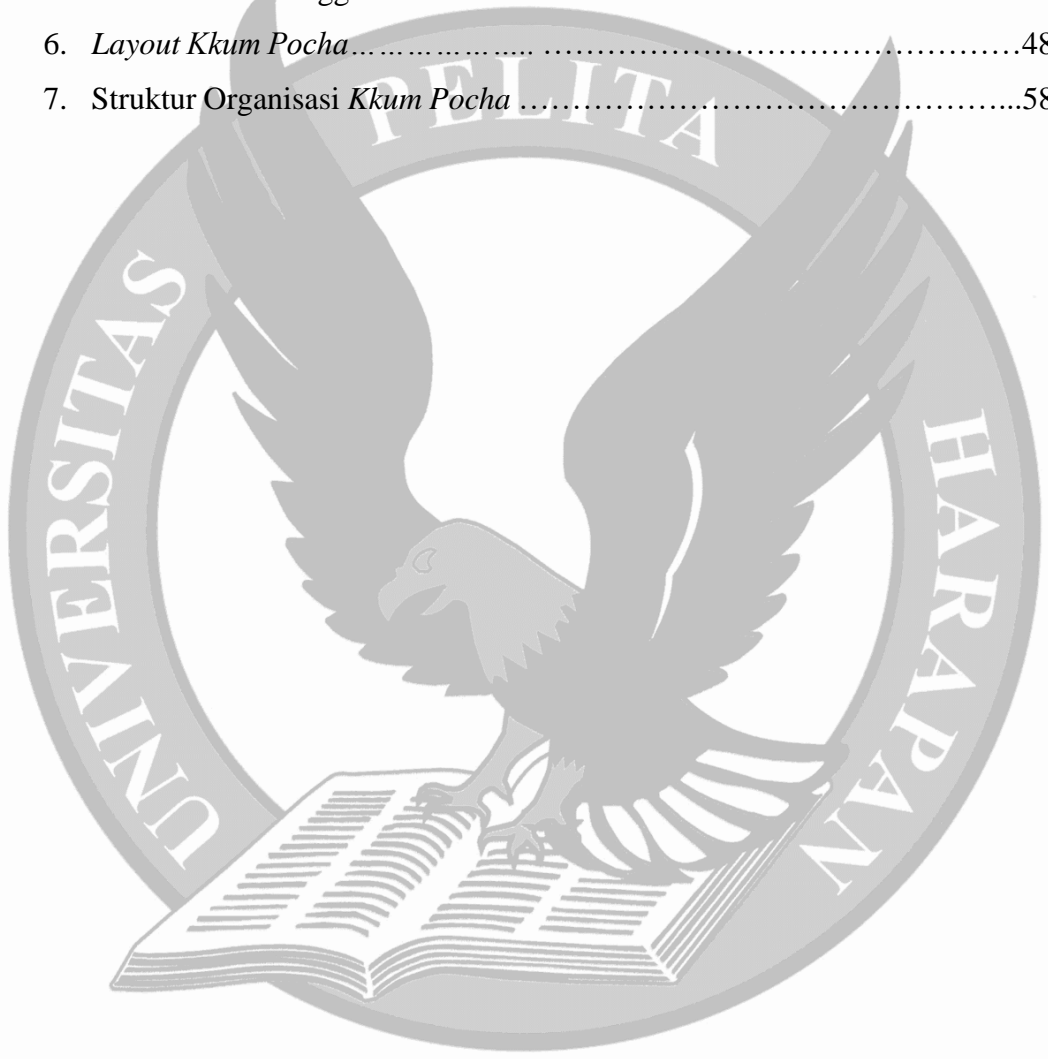 6. Layout Kkum Pocha……………….. ………………………………………48
7. Struktur Organisasi Kkum Pocha ………………………………………...58
UNIVERSITAS PELITA HARAPAN